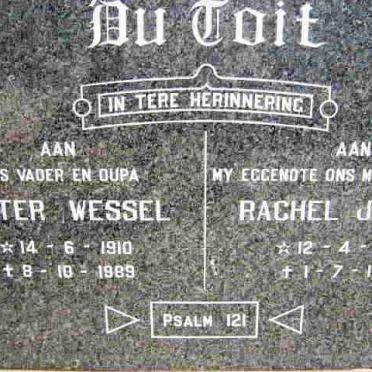 Du Toit
IN TERE HERINNERING
AAN
S VADER EN OUPA
TER WESSEL
☆ 14 - 6 - 1910
✝ 8 - 10 - 1989
AAN
MY EGGENOTE ONS M
RACHEL J
☆ 12 - 4 -
✝ 1 - 7 - 1
PSALM 121